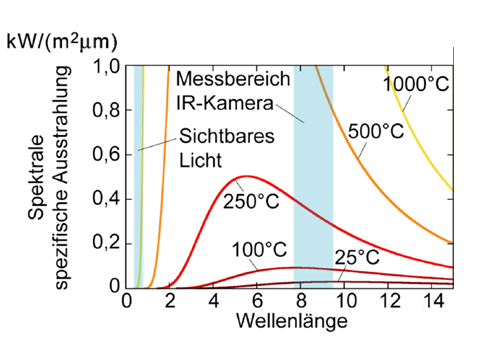 kW/(m²µm)
Spektrale
spezifische Ausstrahlung
1,0
0,8
0,6
0,4
0,2
0
Messbereich
IR-Kamera
Sichtbares
Licht
1000°C
500°C
250°C
100°C
25°C
0 2 4 6 8 10 12 14
Wellenlänge